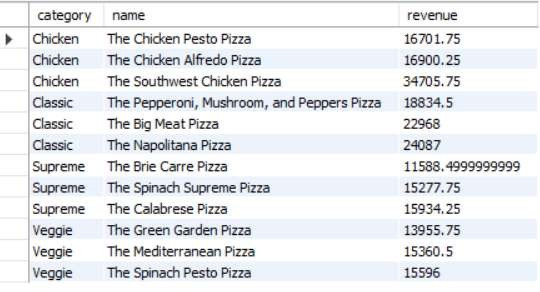 category name revenue
Chicken The Chicken Pesto Pizza 16701.75
Chicken The Chicken Alfredo Pizza 16900.25
Chicken The Southwest Chicken Pizza 34705.75
Classic The Pepperoni, Mushroom, and Peppers Pizza 18834.5
Classic The Big Meat Pizza 22968
Classic The Napolitana Pizza 24087
Supreme The Brie Carre Pizza 11588.4999999999
Supreme The Spinach Supreme Pizza 15277.75
Supreme The Calabrese Pizza 15934.25
Veggie The Green Garden Pizza 13955.75
Veggie The Mediterranean Pizza 15360.5
Veggie The Spinach Pesto Pizza 15596